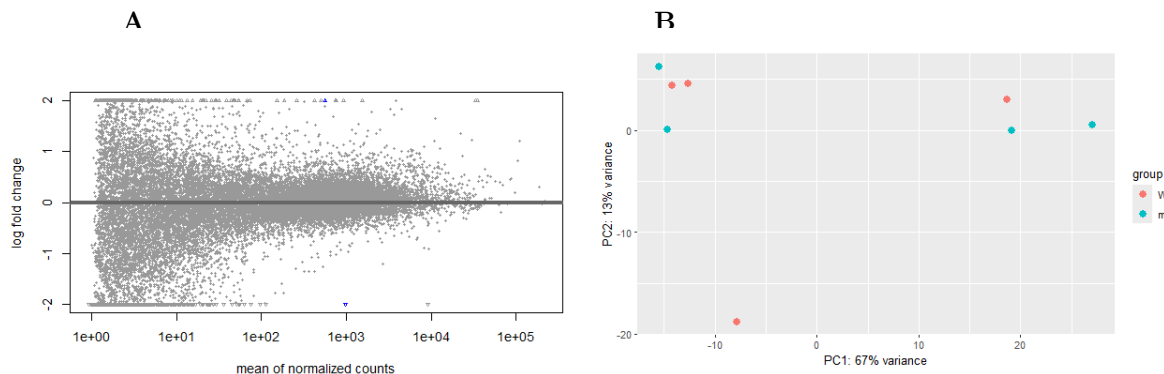 A
B
2
1
0
-1
-2
log fold change
1e+00 1e+01 1e+02 1e+03 1e+04 1e+05
mean of normalized counts
0
-10
-20
PC2: 13% variance
-10 0 20
PC1: 67% variance
group
m